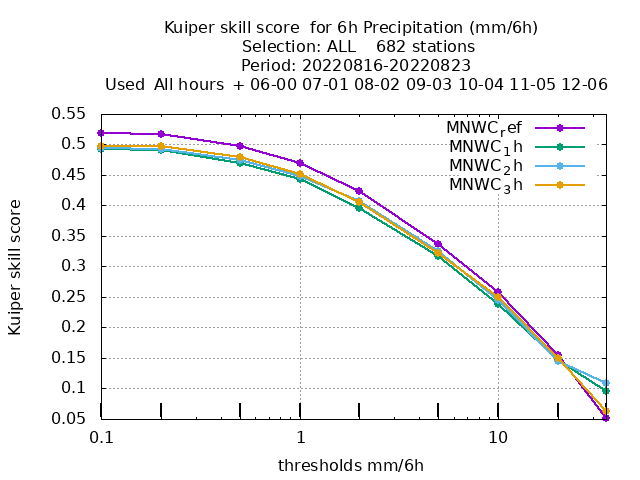 Kuiper skill score  for 6h Precipitation (mm/6h)
Selection: ALL    682 stations
Period: 20220816-20220823
Used  All hours  + 06-00 07-01 08-02 09-03 10-04 11-05 12-06
MNWC_ref
MNWC_1h
MNWC_2h
MNWC_3h
Kuiper skill score
0.55
0.5
0.45
0.4
0.35
0.3
0.25
0.2
0.15
0.1
0.05
0.1 1 10
thresholds mm/6h